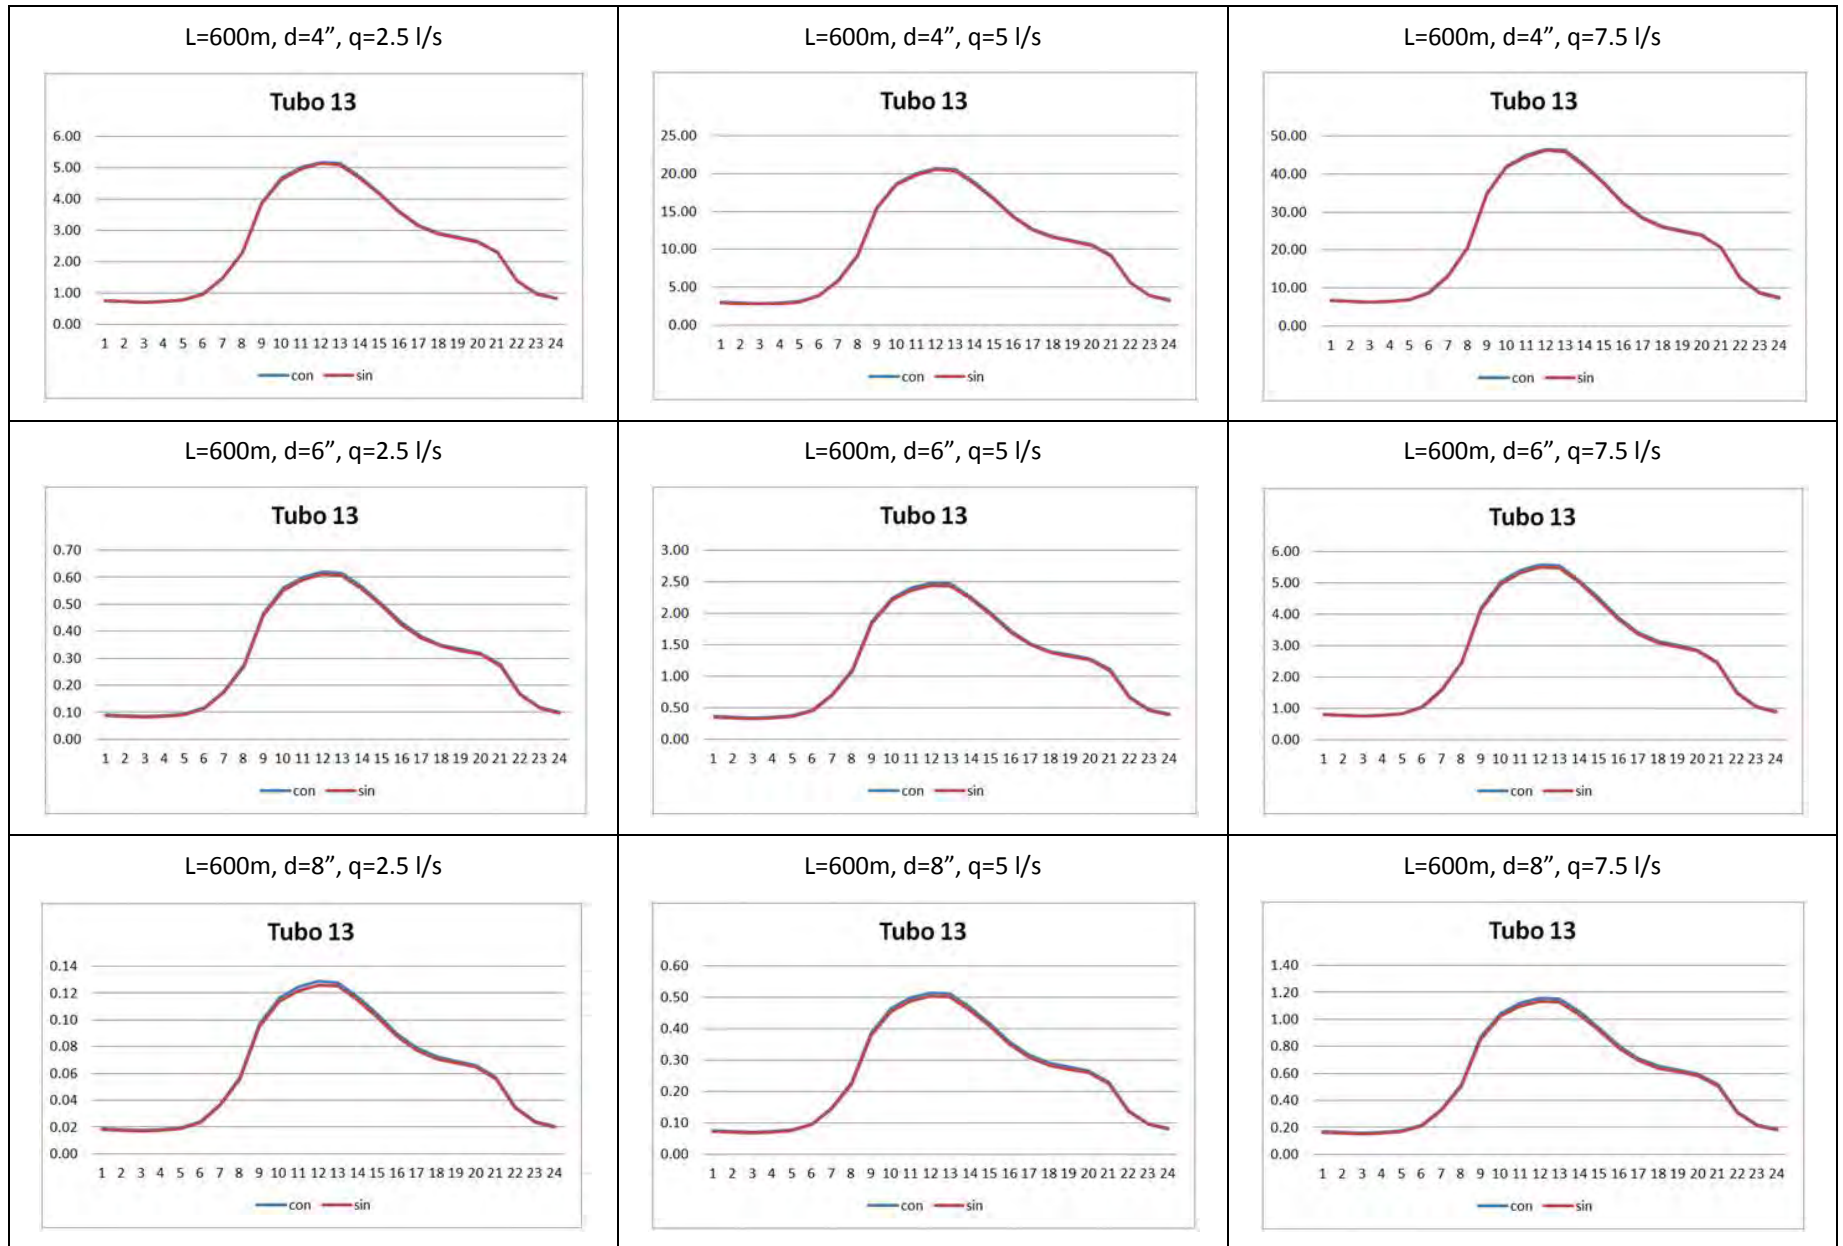 L=600m, d=4”, q=2.5 l/s
Tubo 13
6.00
5.00
4.00
3.00
2.00
1.00
0.00
1 2 3 4 5 6 7 8 9 10 11 12 13 14 15 16 17 18 19 20 21 22 23 24
con sin
L=600m, d=4”, q=5 l/s
Tubo 13
25.00
20.00
15.00
10.00
5.00
0.00
1 2 3 4 5 6 7 8 9 10 11 12 13 14 15 16 17 18 19 20 21 22 23 24
con sin
L=600m, d=4”, q=7.5 l/s
Tubo 13
50.00
40.00
30.00
20.00
10.00
0.00
1 2 3 4 5 6 7 8 9 10 11 12 13 14 15 16 17 18 19 20 21 22 23 24
con sin
L=600m, d=6”, q=2.5 l/s
Tubo 13
0.70
0.60
0.50
0.40
0.30
0.20
0.10
0.00
1 2 3 4 5 6 7 8 9 10 11 12 13 14 15 16 17 18 19 20 21 22 23 24
con sin
L=600m, d=6”, q=5 l/s
Tubo 13
3.00
2.50
2.00
1.50
1.00
0.50
0.00
1 2 3 4 5 6 7 8 9 10 11 12 13 14 15 16 17 18 19 20 21 22 23 24
con sin
L=600m, d=6”, q=7.5 l/s
Tubo 13
6.00
5.00
4.00
3.00
2.00
1.00
0.00
1 2 3 4 5 6 7 8 9 10 11 12 13 14 15 16 17 18 19 20 21 22 23 24
con sin
L=600m, d=8”, q=2.5 l/s
Tubo 13
0.14
0.12
0.10
0.08
0.06
0.04
0.02
0.00
1 2 3 4 5 6 7 8 9 10 11 12 13 14 15 16 17 18 19 20 21 22 23 24
con sin
L=600m, d=8”, q=5 l/s
Tubo 13
0.60
0.50
0.40
0.30
0.20
0.10
0.00
1 2 3 4 5 6 7 8 9 10 11 12 13 14 15 16 17 18 19 20 21 22 23 24
con sin
L=600m, d=8”, q=7.5 l/s
Tubo 13
1.40
1.20
1.00
0.80
0.60
0.40
0.20
0.00
1 2 3 4 5 6 7 8 9 10 11 12 13 14 15 16 17 18 19 20 21 22 23 24
con sin